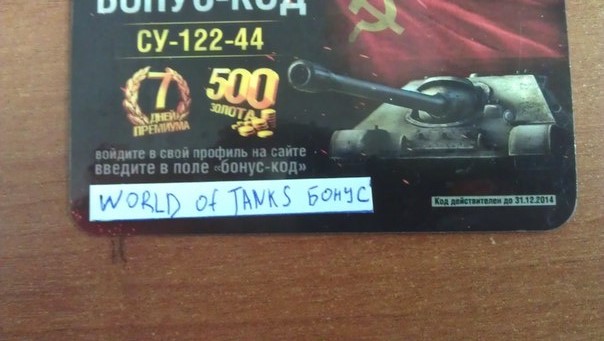 БОНУС-КОД
СУ-122-44
7
ДНЕЙ
ПРЕМИУМА
500
ЗОЛОТА
войдите в свой профиль на сайте
введите в поле «бонус-код»
WORLD of TANKS БОНУС
Код действителен до 31.12.2014